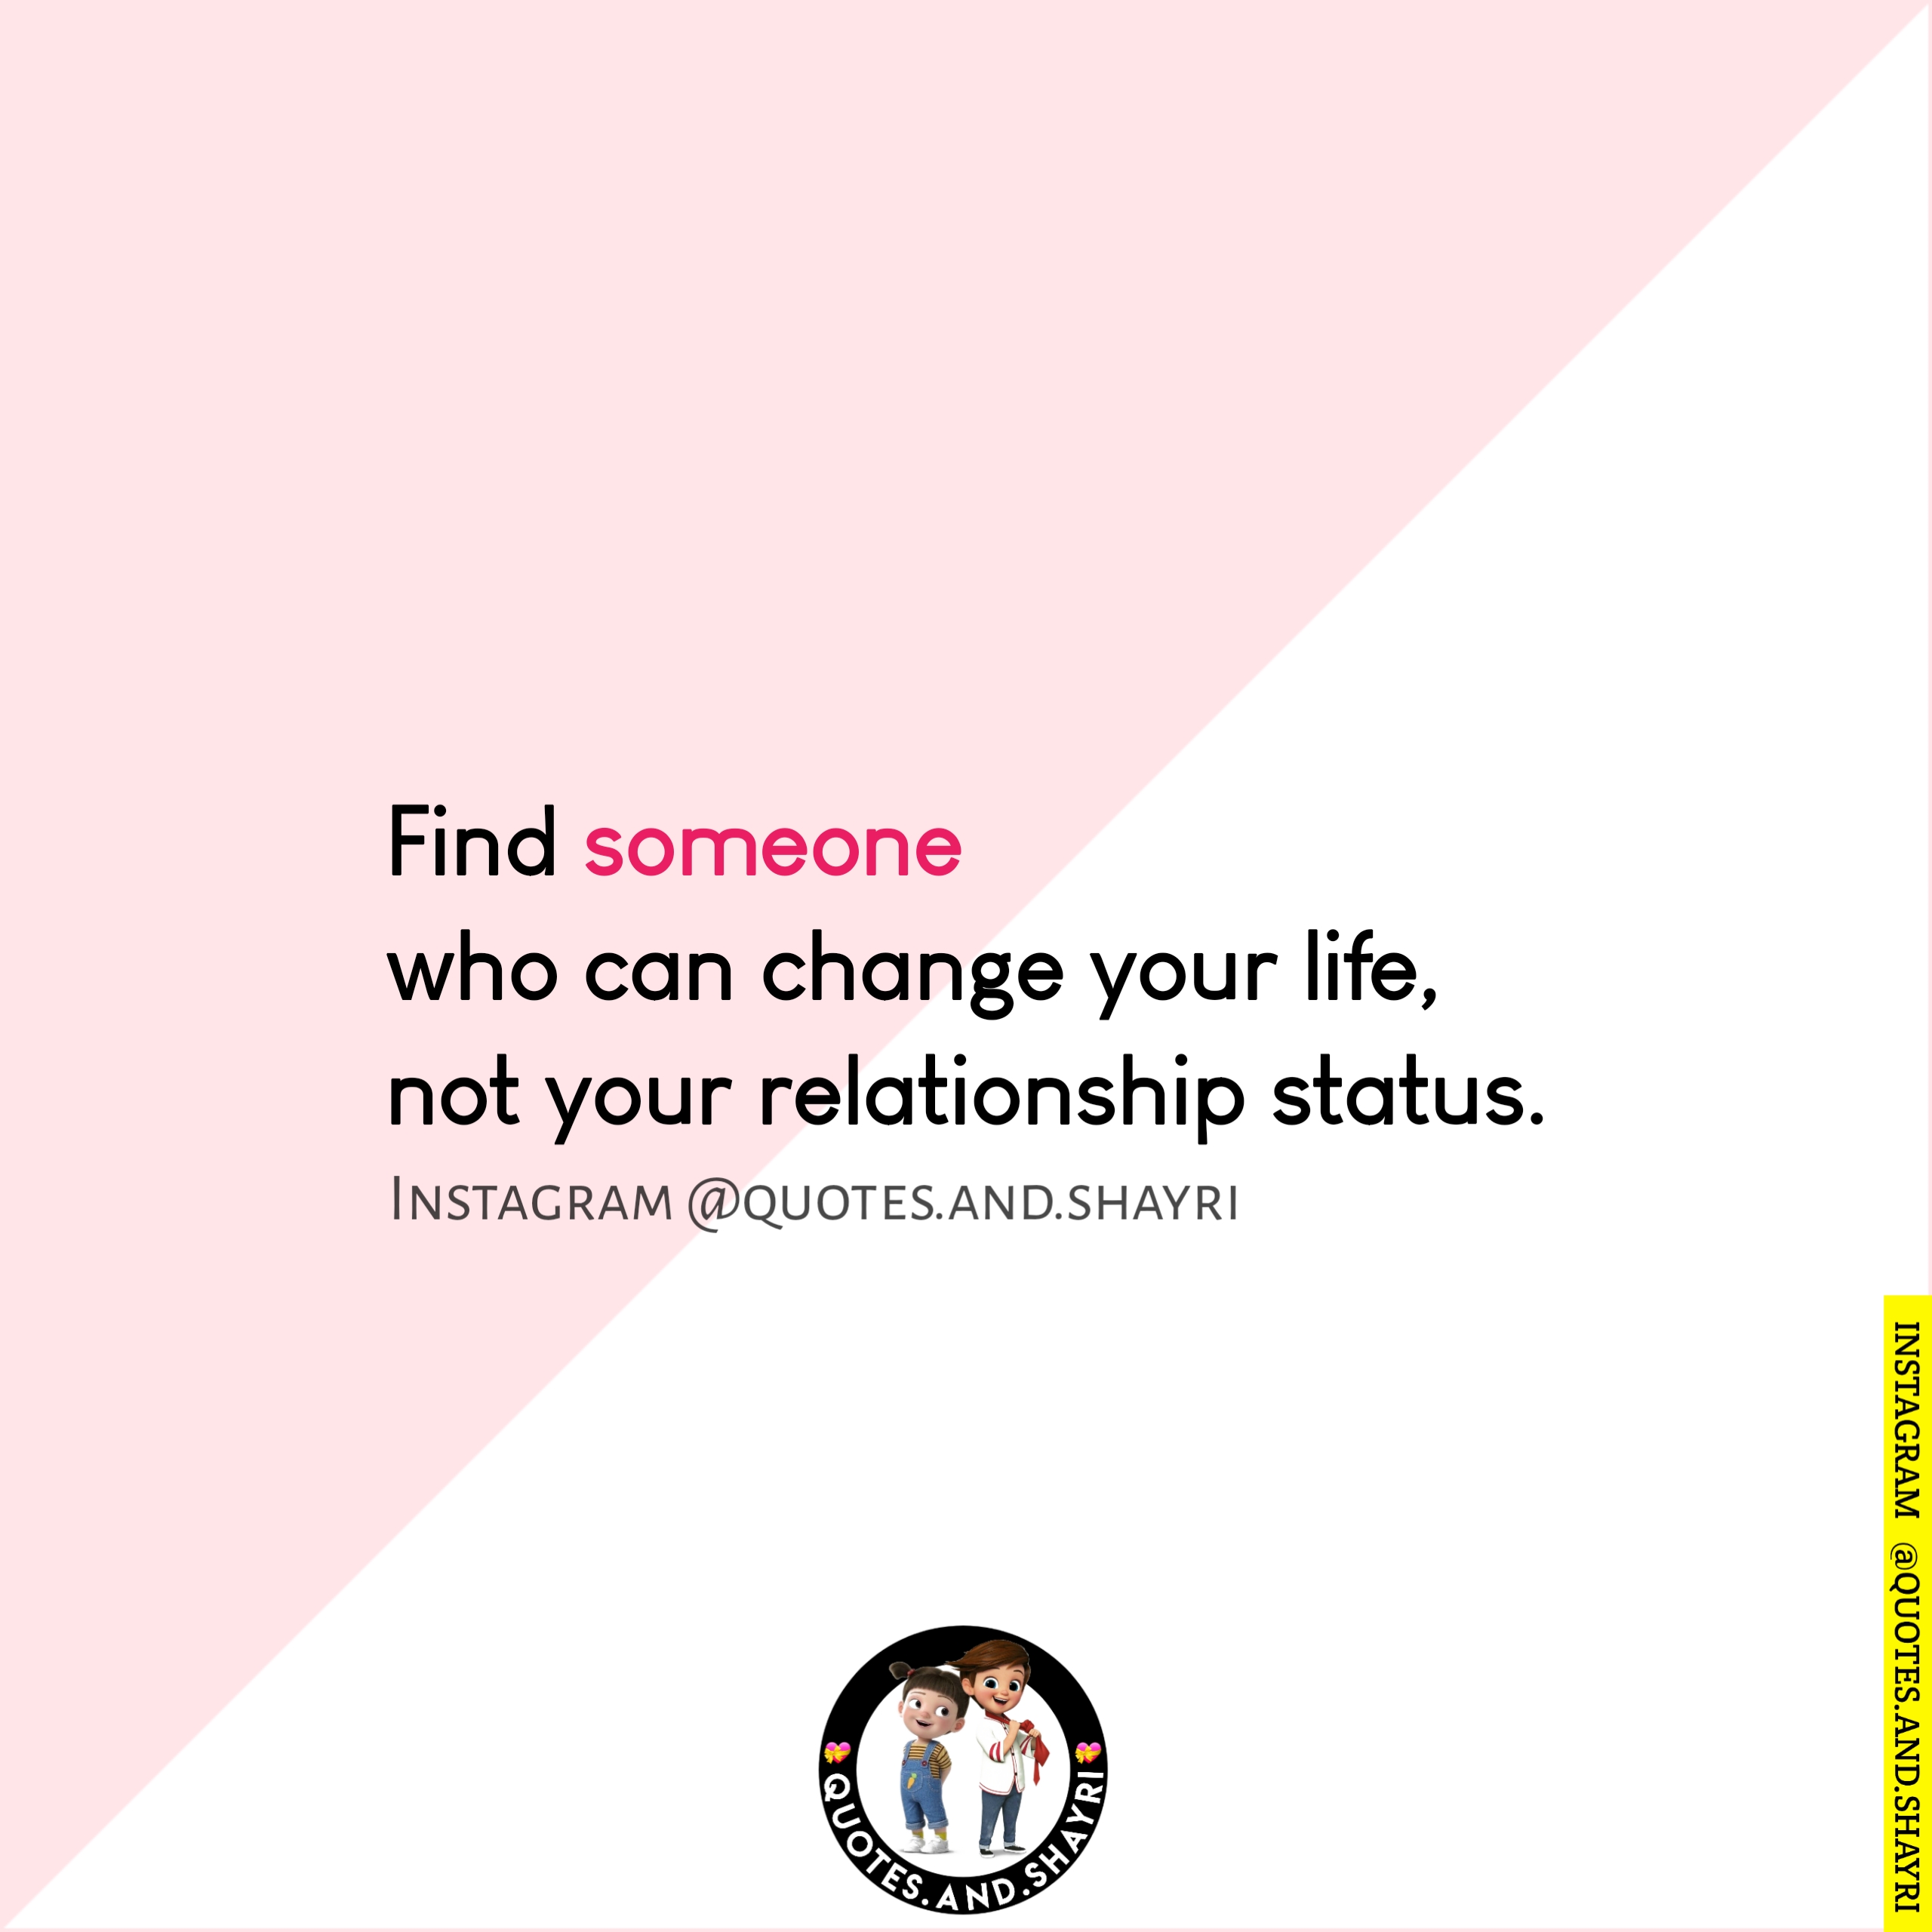 Find someone
who can change your life,
not your relationship status.
Instagram @quotes.and.shayri
INSTAGRAM @QUOTES.AND.SHAYRI
QUOTES.AND.SHAYRI